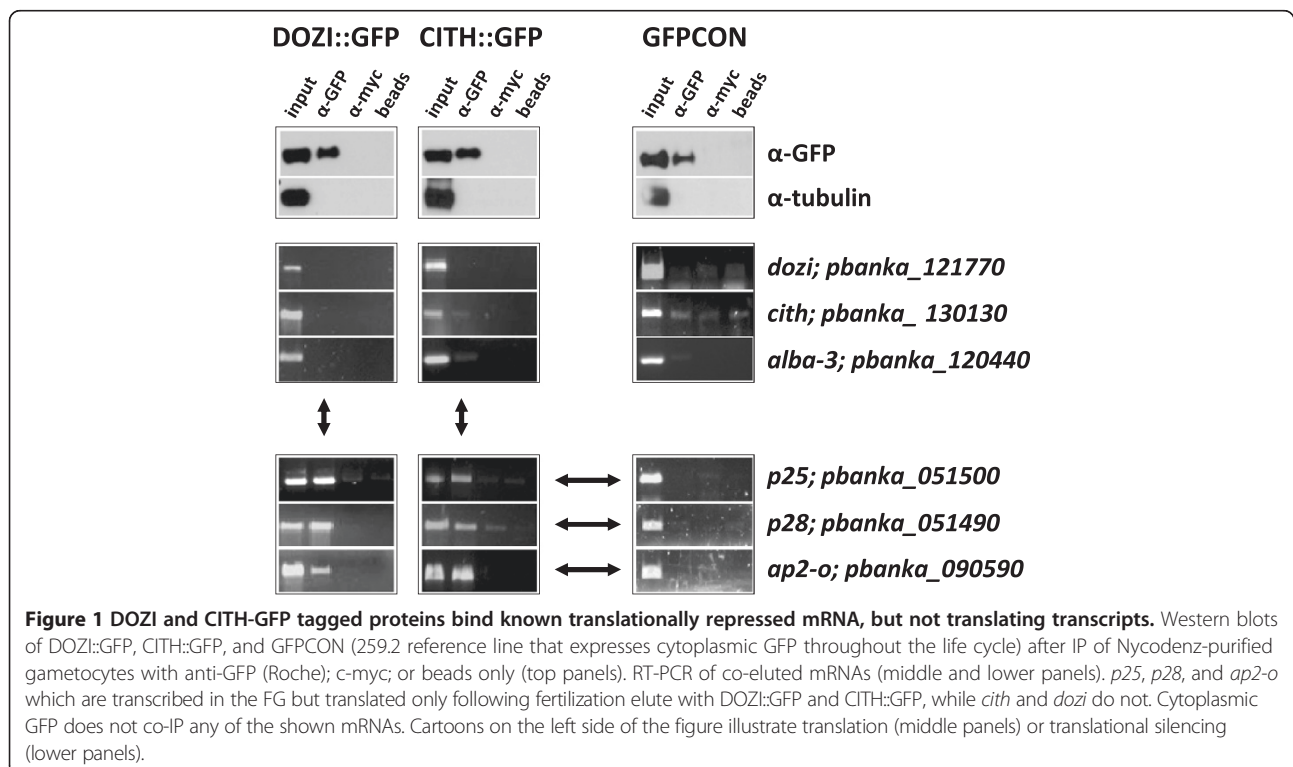 DOZI::GFP CITH::GFP GFPCON
input α-GFP α-myc beads input α-GFP α-myc beads input α-GFP α-myc beads
α-GFP
α-tubulin
dozi; pbanka_121770
cith; pbanka_ 130130
alba-3; pbanka_120440
p25; pbanka_051500
p28; pbanka_051490
ap2-o; pbanka_090590
Figure 1 DOZI and CITH-GFP tagged proteins bind known translationally repressed mRNA, but not translating transcripts. Western blots
of DOZI::GFP, CITH::GFP, and GFPCON (259.2 reference line that expresses cytoplasmic GFP throughout the life cycle) after IP of Nycodenz-purified
gametocytes with anti-GFP (Roche); c-myc; or beads only (top panels). RT-PCR of co-eluted mRNAs (middle and lower panels). p25, p28, and ap2-o
which are transcribed in the FG but translated only following fertilization elute with DOZI::GFP and CITH::GFP, while cith and dozi do not. Cytoplasmic
GFP does not co-IP any of the shown mRNAs. Cartoons on the left side of the figure illustrate translation (middle panels) or translational silencing
(lower panels).